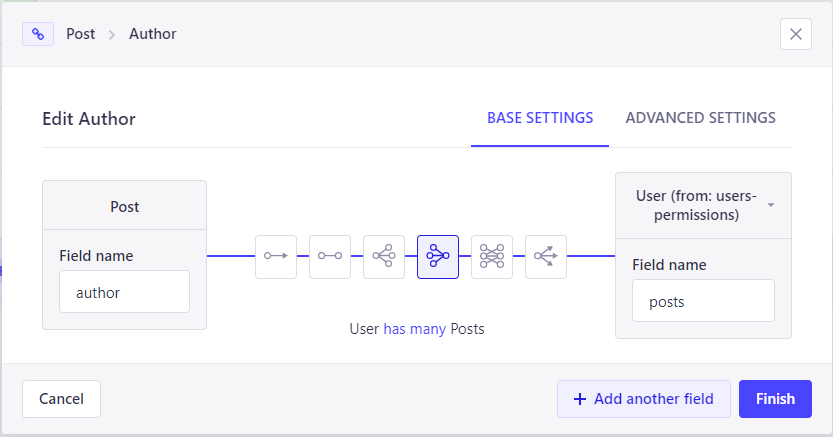 Post > Author
Edit Author
BASE SETTINGS
ADVANCED SETTINGS
Post
Field name
author
User has many Posts
User (from: users-
permissions)
Field name
posts
Cancel
+ Add another field
Finish